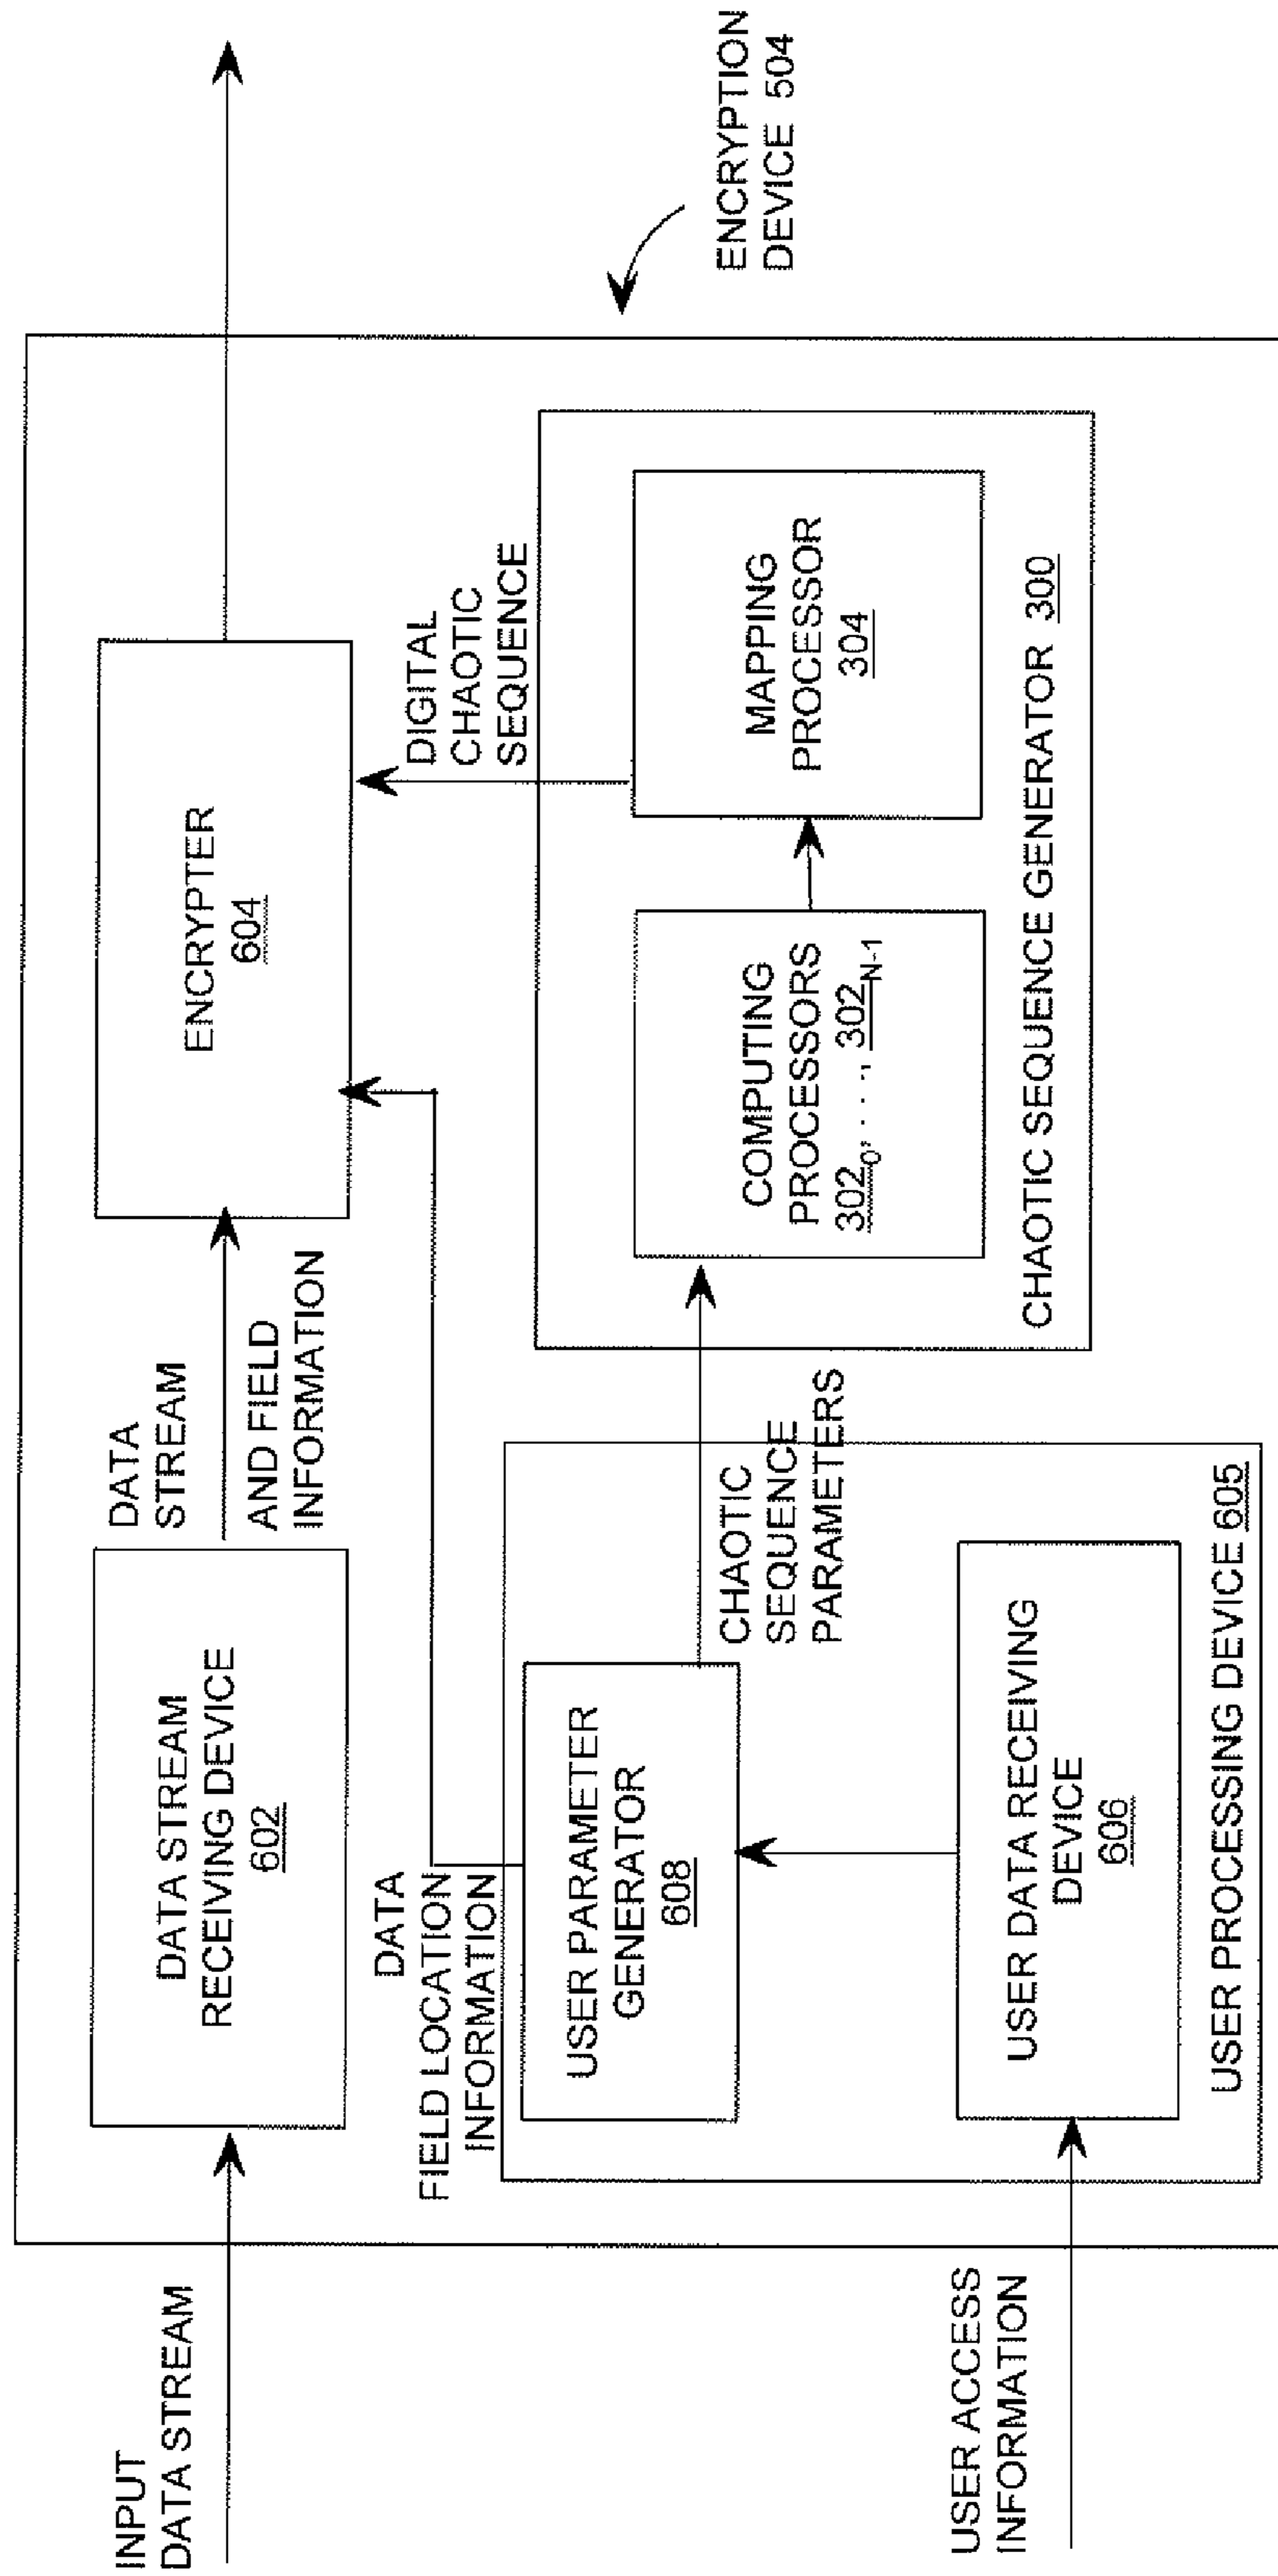 INPUT
DATA STREAM
DATA STREAM
RECEIVING DEVICE
602
DATA
STREAM
AND FIELD
INFORMATION
ENCRYPTER
604
DATA
FIELD LOCATION
INFORMATION
DIGITAL
CHAOTIC
SEQUENCE
USER PARAMETER
GENERATOR
608
CHAOTIC
SEQUENCE
PARAMETERS
COMPUTING
PROCESSORS
302₀, . . ., 302N-1
MAPPING
PROCESSOR
304
CHAOTIC SEQUENCE GENERATOR 300
USER ACCESS
INFORMATION
USER DATA RECEIVING
DEVICE
606
USER PROCESSING DEVICE 605
ENCRYPTION
DEVICE 504